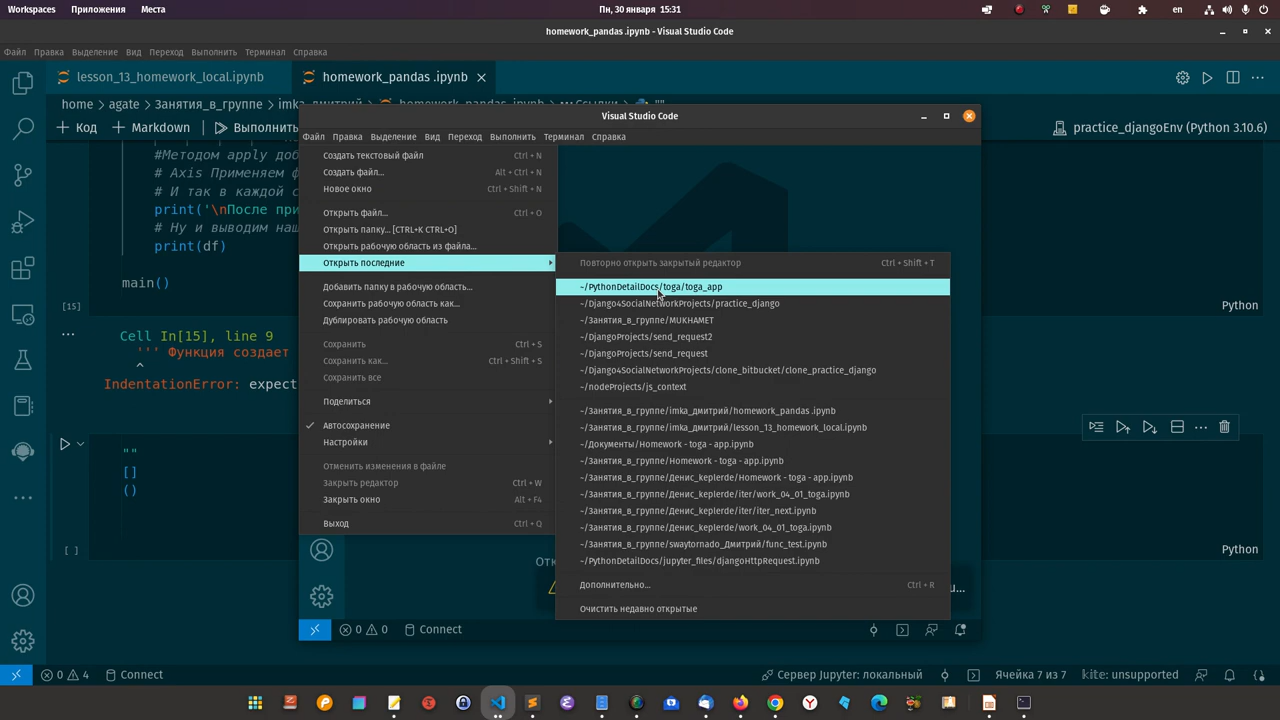 Workspaces Приложения Места Пн, 30 января 15:31 en
homework_pandas .ipynb - Visual Studio Code
Файл Правка Выделение Вид Переход Выполнить Терминал Справка
lesson_13_homework_local.ipynb homework_pandas .ipynb
home > agate > Занятия_в_группе > imka_дмитрий > homework_pandas .ipynb > M↓ Ссылки > ""
+ Код + Markdown Выполнить practice_djangoEnv (Python 3.10.6)
#Методом apply доб
# Axis Применяем ф
# И так в каждой с
print('\nПосле при
# Ну и выводим наш
print(df)
main()
[15] Python
Cell In[15], line 9
''' Функция создает
^
IndentationError: expect
""
[]
()
[ ] Python
Visual Studio Code
Файл Правка Выделение Вид Переход Выполнить Терминал Справка
Создать текстовый файл Ctrl + N
Создать файл... Alt + Ctrl + N
Новое окно Ctrl + Shift + N
Открыть файл... Ctrl + O
Открыть папку... [CTRL+K CTRL+O]
Открыть рабочую область из файла...
Открыть последние
Добавить папку в рабочую область...
Сохранить рабочую область как...
Дублировать рабочую область
Сохранить Ctrl + S
Сохранить как... Ctrl + Shift + S
Сохранить все
Поделиться
Автосохранение
Настройки
Отменить изменения в файле
Закрыть редактор Ctrl + W
Закрыть окно Alt + F4
Выход Ctrl + Q
Повторно открыть закрытый редактор Ctrl + Shift + T
~/PythonDetailDocs/toga/toga_app
~/Django4SocialNetworkProjects/practice_django
~/Занятия_в_группе/MUKHAMET
~/DjangoProjects/send_request2
~/DjangoProjects/send_request
~/Django4SocialNetworkProjects/clone_bitbucket/clone_practice_django
~/nodeProjects/js_context
~/Занятия_в_группе/imka_дмитрий/homework_pandas .ipynb
~/Занятия_в_группе/imka_дмитрий/lesson_13_homework_local.ipynb
~/Документы/Homework - toga - app.ipynb
~/Занятия_в_группе/Homework - toga - app.ipynb
~/Занятия_в_группе/Денис_keplerde/Homework - toga - app.ipynb
~/Занятия_в_группе/Денис_keplerde/iter/work_04_01_toga.ipynb
~/Занятия_в_группе/Денис_keplerde/iter/iter_next.ipynb
~/Занятия_в_группе/Денис_keplerde/work_04_01_toga.ipynb
~/Занятия_в_группе/swaytornado_Дмитрий/func_test.ipynb
~/PythonDetailDocs/jupyter_files/djangoHttpRequest.ipynb
Дополнительно... Ctrl + R
Очистить недавно открытые
Отк
и...
0 0 Connect
0 4 Connect Сервер Jupyter: локальный Ячейка 7 из 7 kite: unsupported